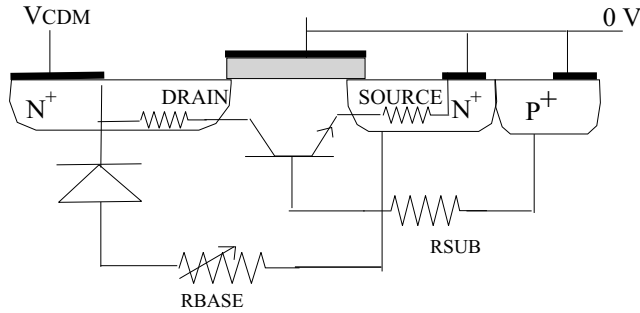 VCDM
0 V
DRAIN
SOURCE
N+
N+
P+
RSUB
RBASE